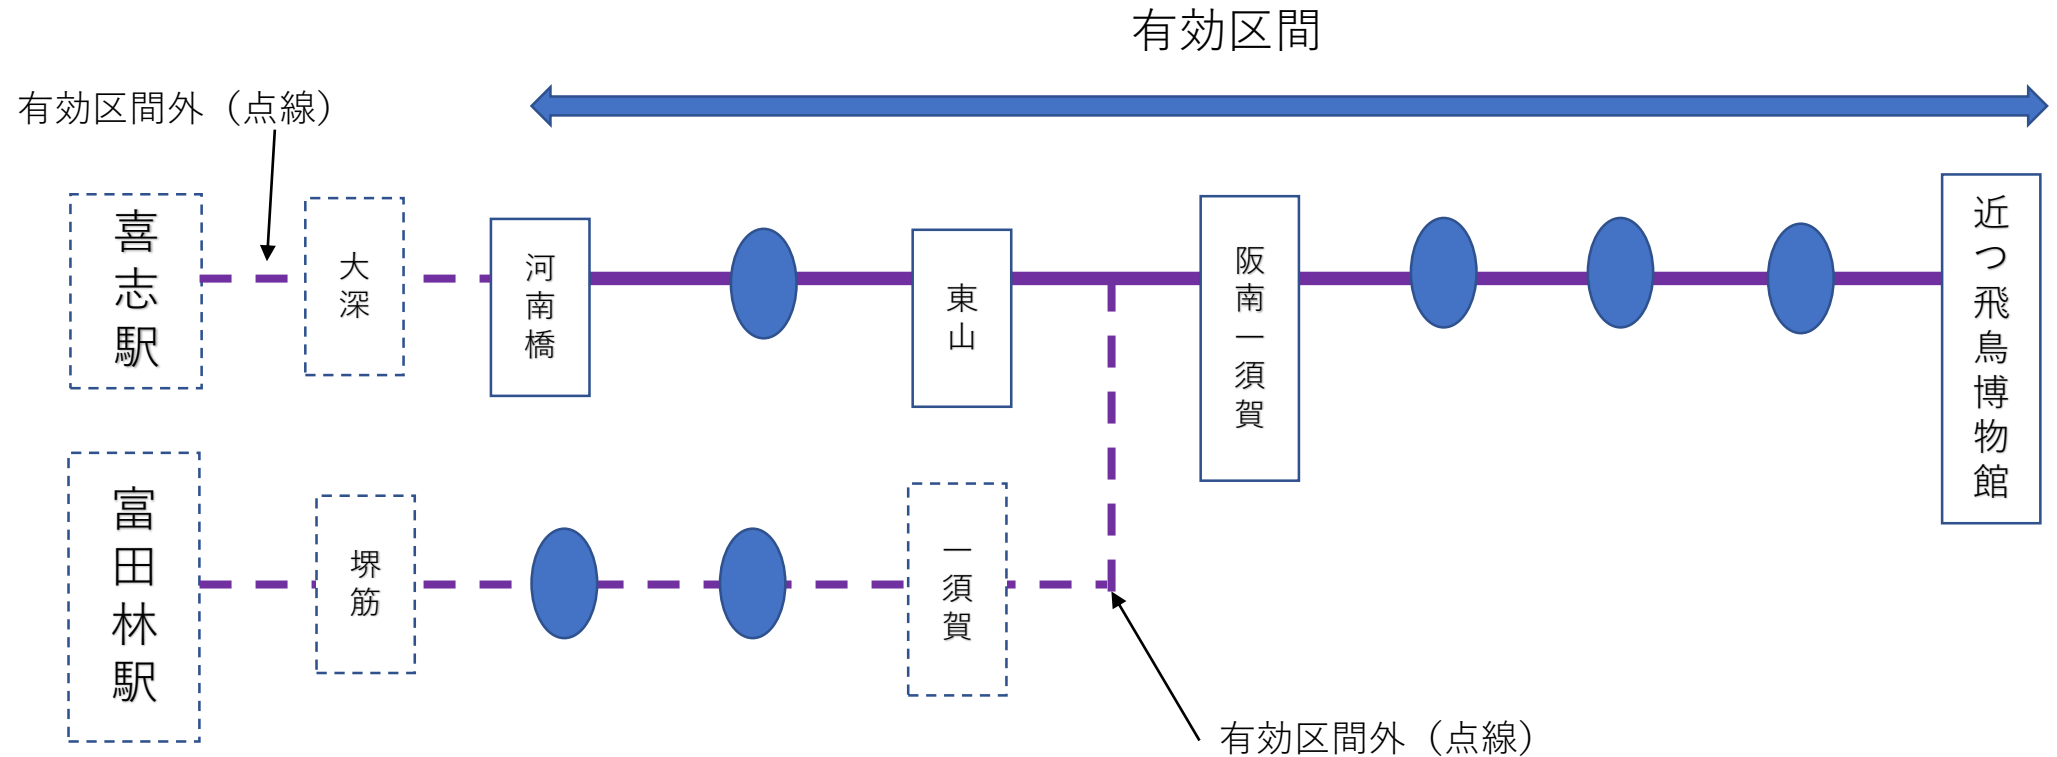 有効区間
有効区間外（点線）
喜志駅
大深
河南橋
東山
阪南一須賀
近つ飛鳥博物館
富田林駅
堺筋
一須賀
有効区間外（点線）